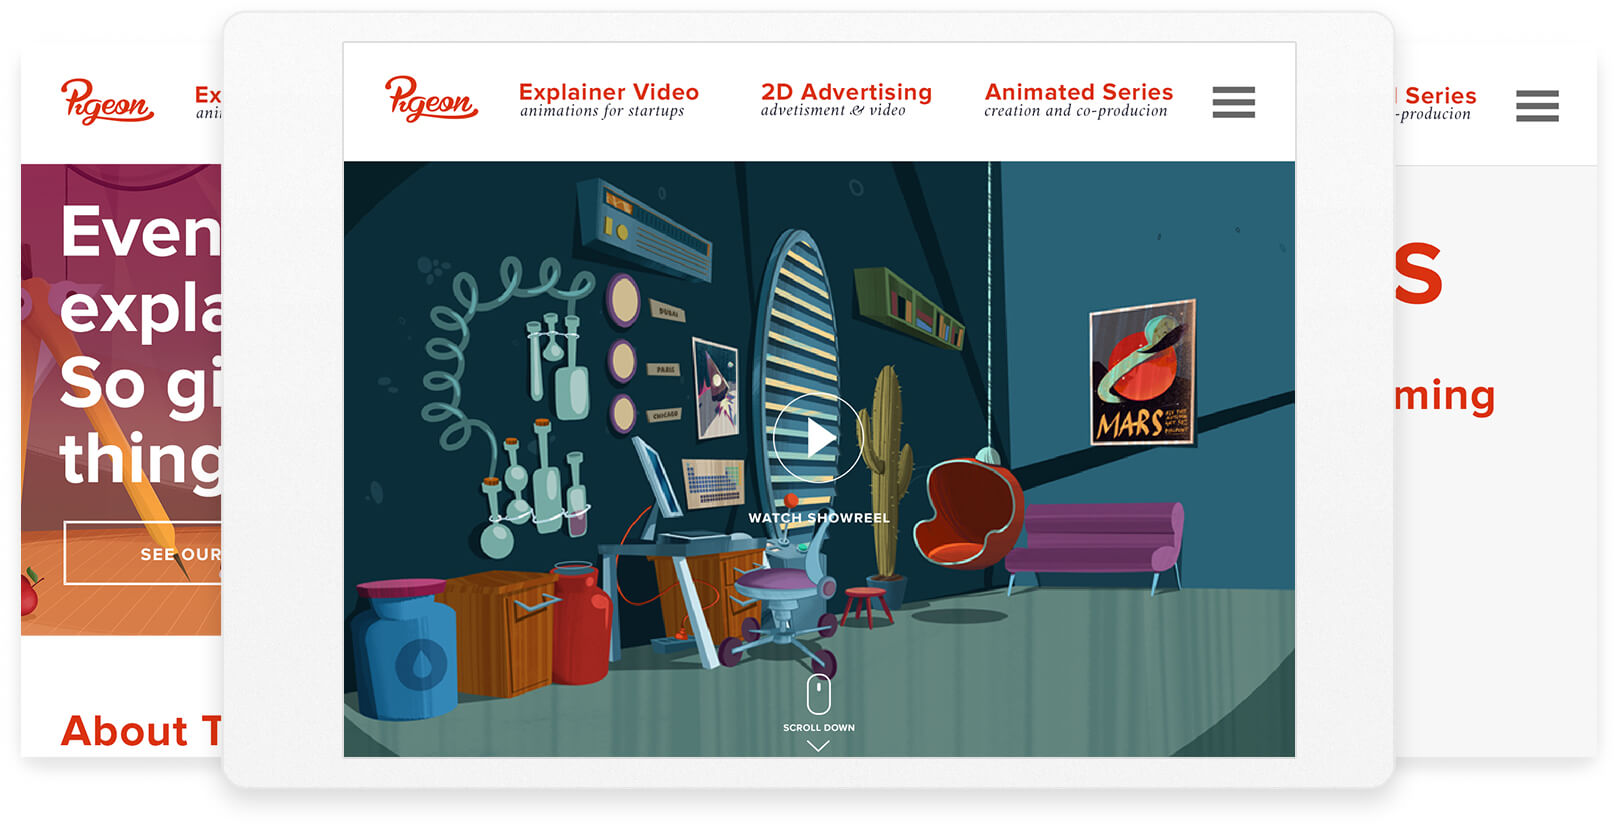 Pigeon
Ex
ani
Even
expla
So gi
thing
SEE OUR
About T
Pigeon
Explainer Video
animations for startups
2D Advertising
advetisment & video
Animated Series
creation and co-producion
DUBAI
PARIS
CHICAGO
MARS
WATCH SHOWREEL
SCROLL DOWN
l Series
-producion
S
ming